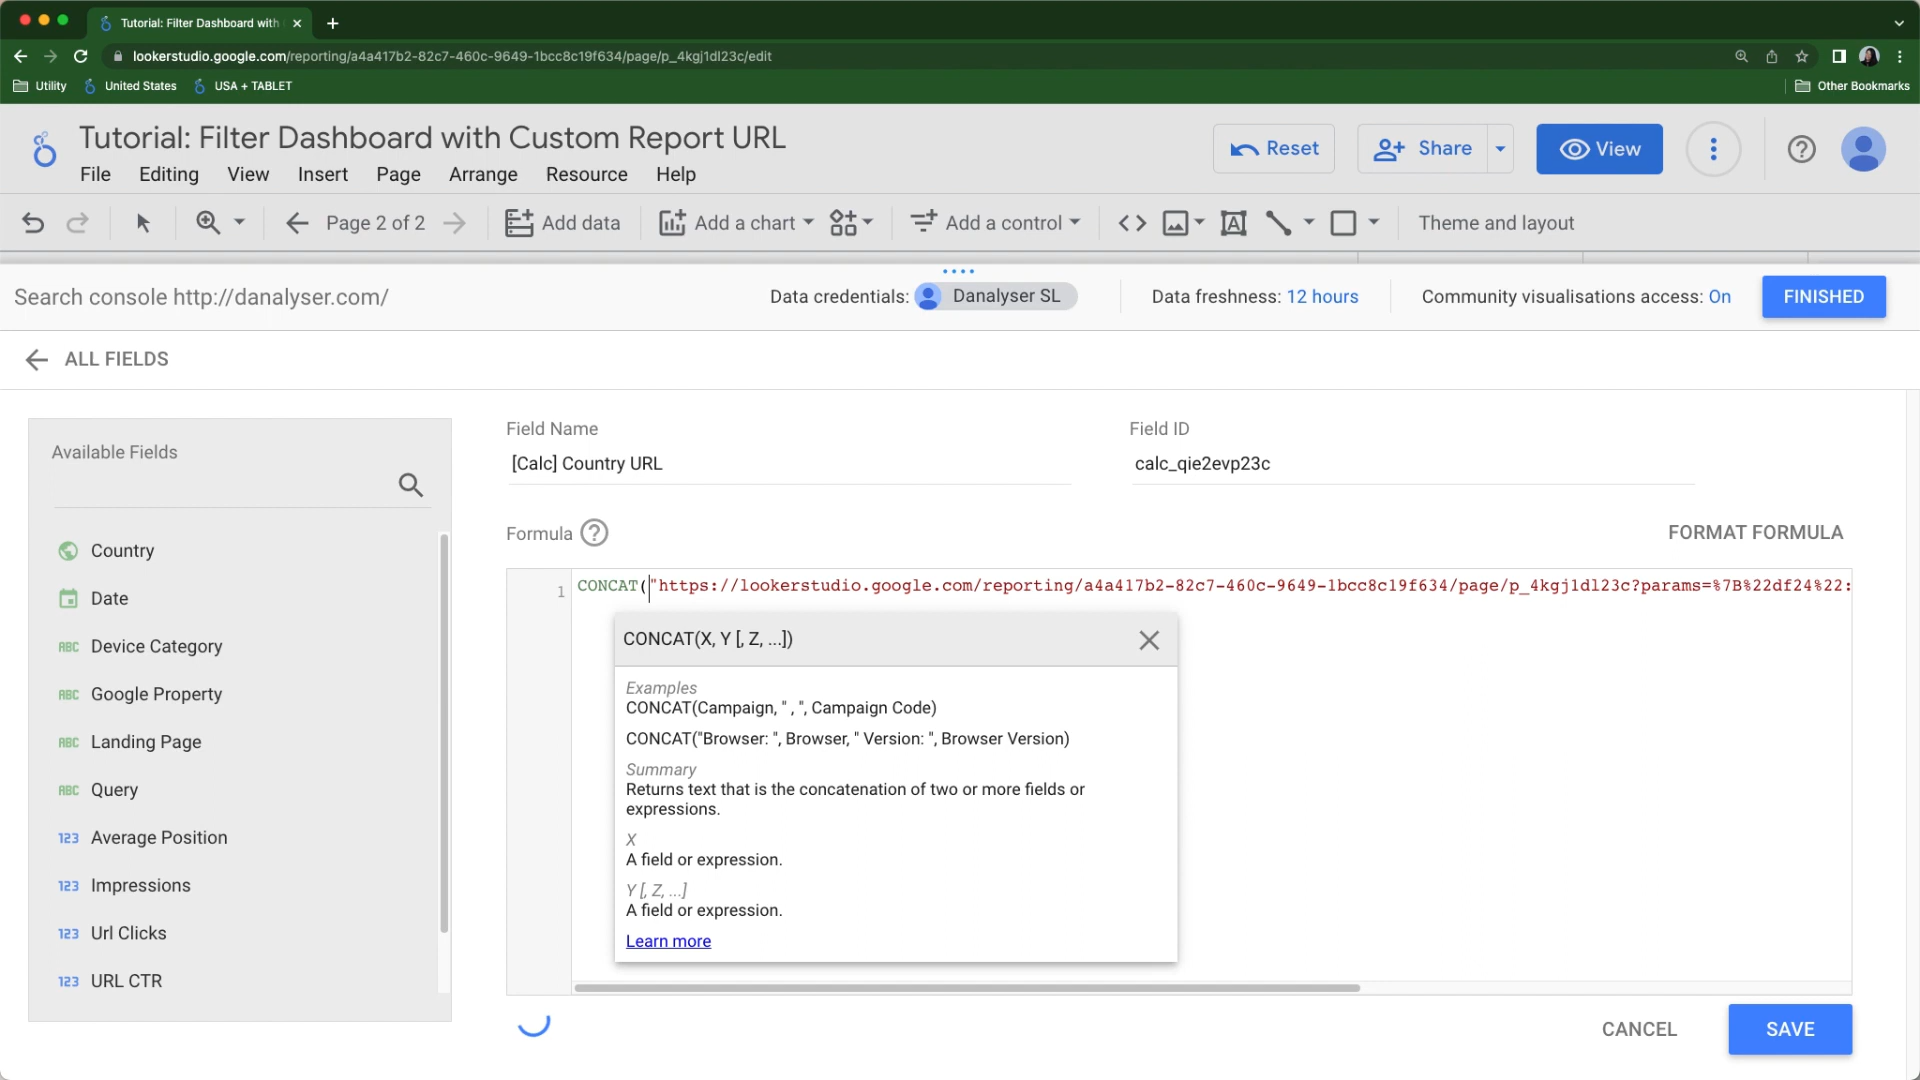 Tutorial: Filter Dashboard with
lookerstudio.google.com/reporting/a4a417b2-82c7-460c-9649-1bcc8c19f634/page/p_4kgj1dl23c/edit
Utility United States USA + TABLET Other Bookmarks
Tutorial: Filter Dashboard with Custom Report URL
Reset Share View
File Editing View Insert Page Arrange Resource Help
Page 2 of 2 Add data Add a chart Add a control Theme and layout
Search console http://danalyser.com/ Data credentials: Danalyser SL Data freshness: 12 hours Community visualisations access: On FINISHED
ALL FIELDS
Available Fields
Country
Date
ABC Device Category
ABC Google Property
ABC Landing Page
ABC Query
123 Average Position
123 Impressions
123 Url Clicks
123 URL CTR
Field Name Field ID
[Calc] Country URL calc_qie2evp23c
Formula FORMAT FORMULA
1 CONCAT("https://lookerstudio.google.com/reporting/a4a417b2-82c7-460c-9649-1bcc8c19f634/page/p_4kgj1dl23c?params=%7B%22df24%22:
CONCAT(X, Y [, Z, ...])
Examples
CONCAT(Campaign, " , ", Campaign Code)
CONCAT("Browser: ", Browser, " Version: ", Browser Version)
Summary
Returns text that is the concatenation of two or more fields or
expressions.
X
A field or expression.
Y [, Z, ...]
A field or expression.
Learn more
CANCEL SAVE